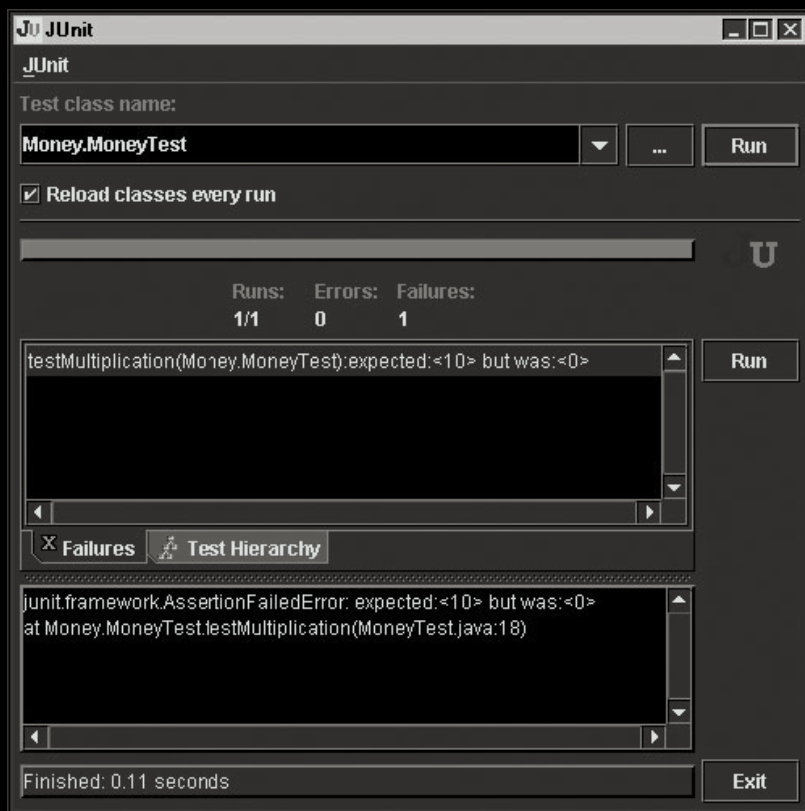 JU JUnit
JUnit
Test class name:
Money.MoneyTest
... Run
Reload classes every run
JU
Runs: Errors: Failures:
1/1 0 1
testMultiplication(Money.MoneyTest):expected:<10> but was:<0>
Run
X Failures Test Hierarchy
junit.framework.AssertionFailedError: expected:<10> but was:<0>
at Money.MoneyTest.testMultiplication(MoneyTest.java:18)
Finished: 0.11 seconds
Exit